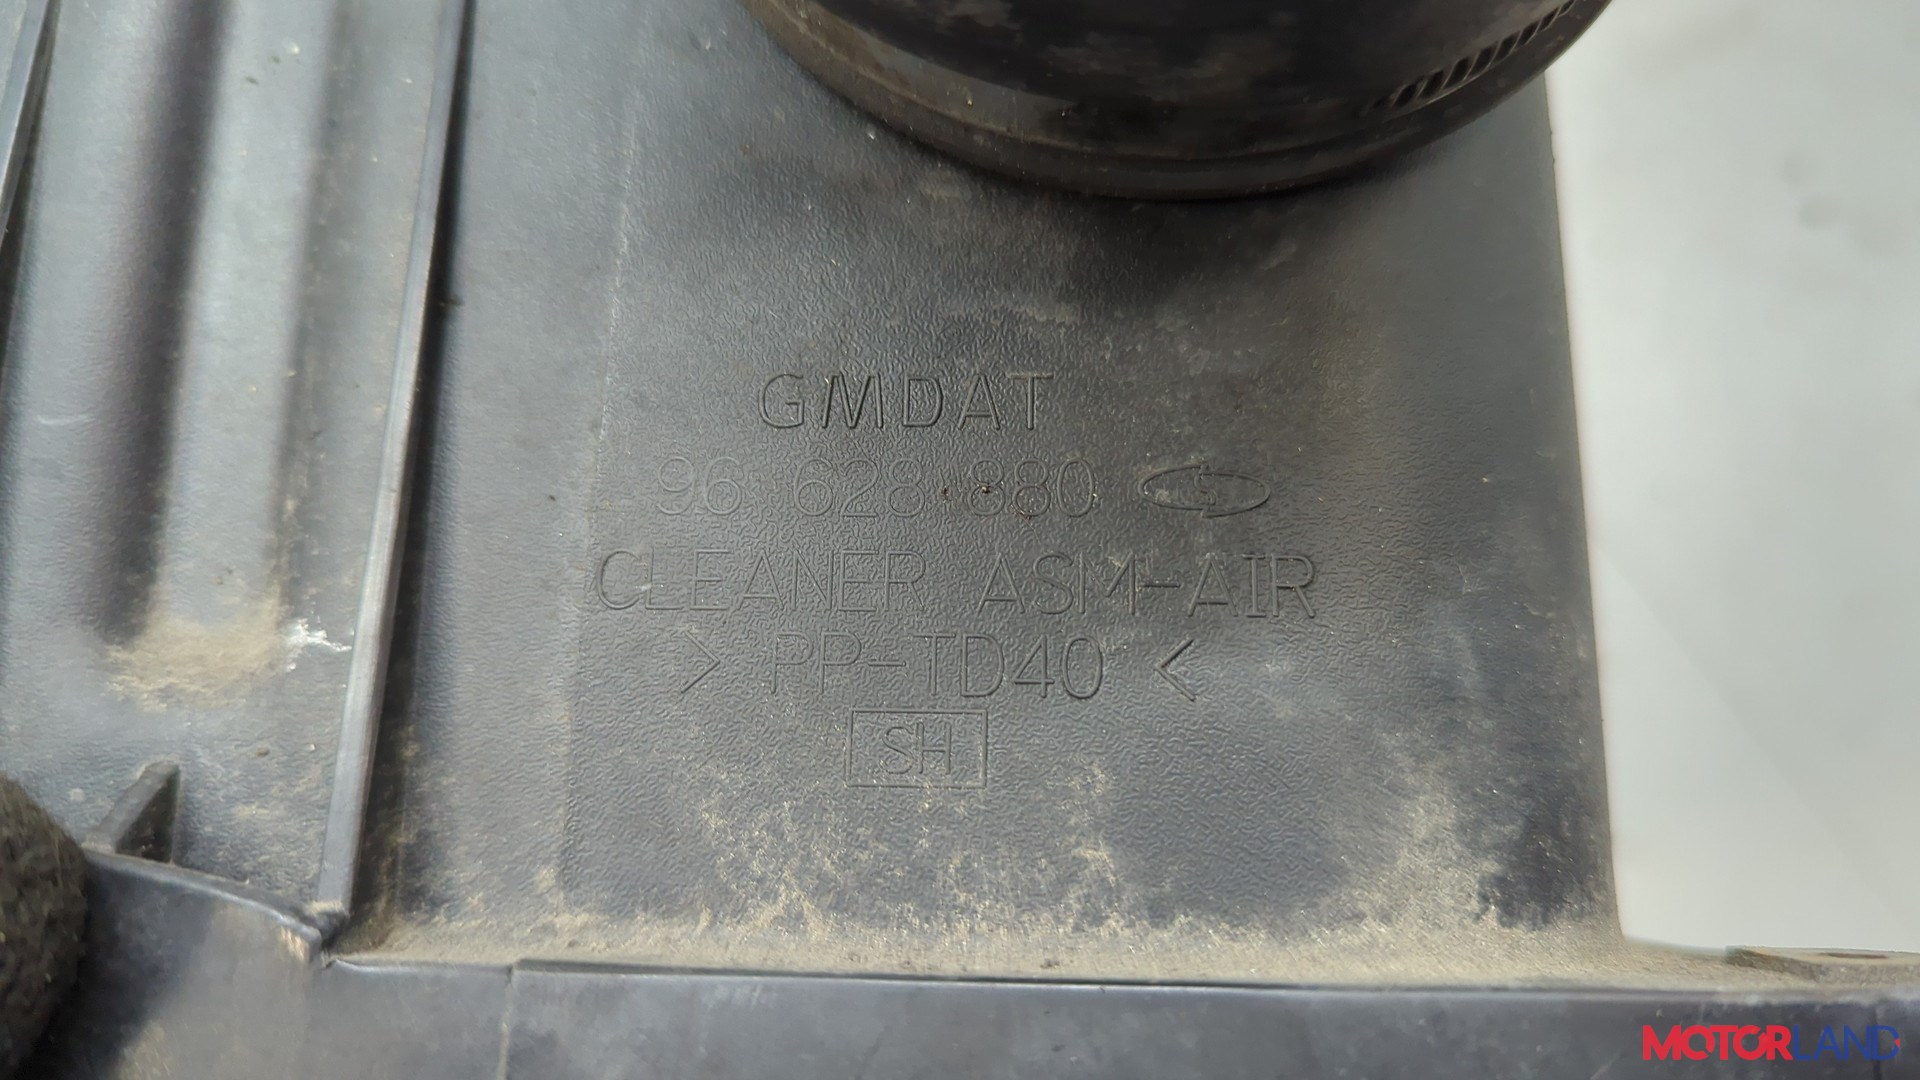 GMDAT
96 628 880 S
CLEANER ASM-AIR
> PP-TD40 <
SH
MOTORLAND